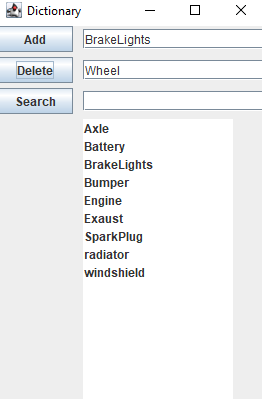 Dictionary
Add BrakeLights
Delete Wheel
Search
Axle
Battery
BrakeLights
Bumper
Engine
Exaust
SparkPlug
radiator
windshield